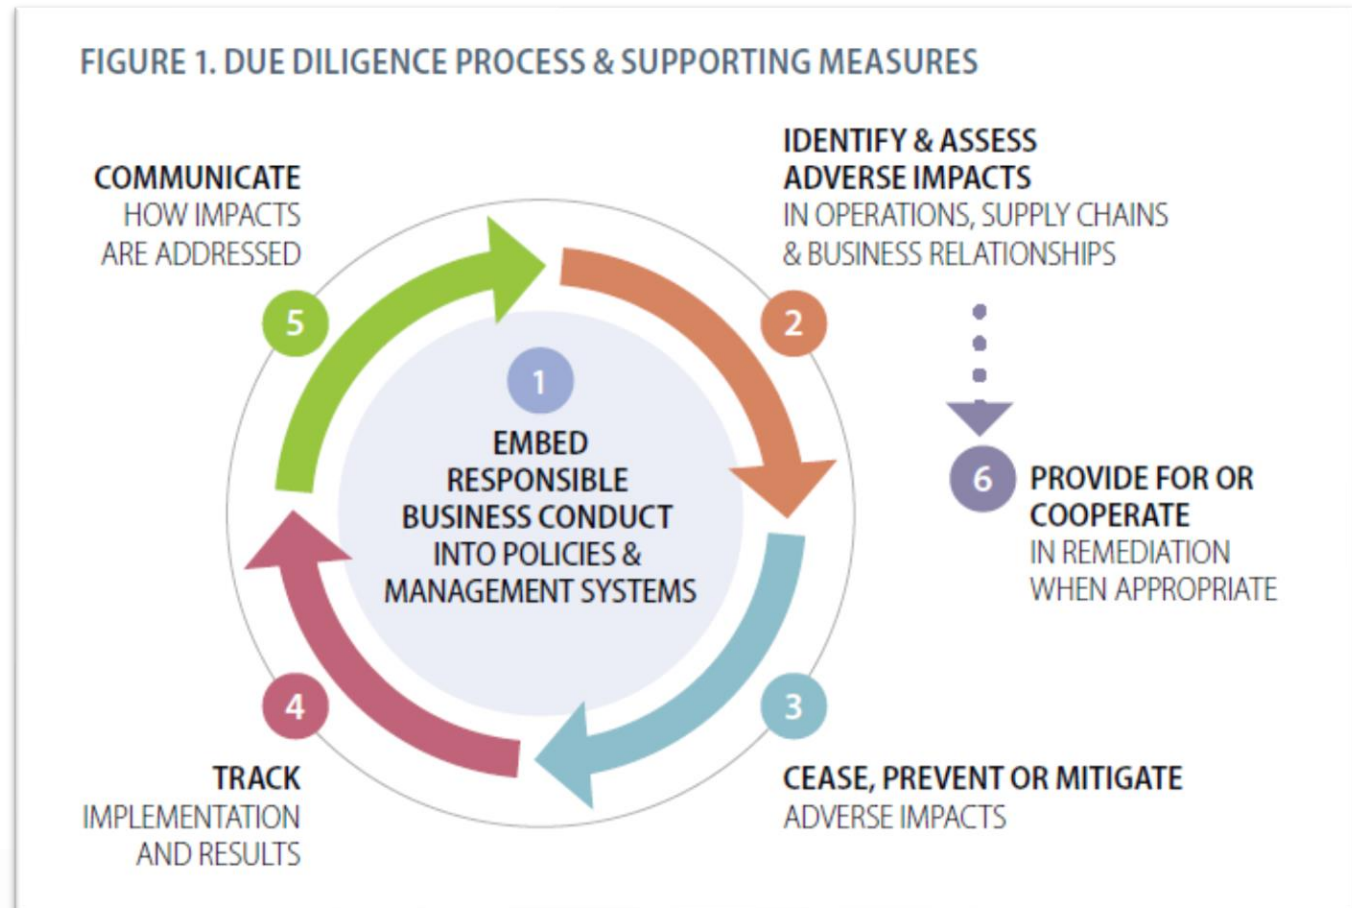 FIGURE 1. DUE DILIGENCE PROCESS & SUPPORTING MEASURES
1
EMBED
RESPONSIBLE
BUSINESS CONDUCT
INTO POLICIES &
MANAGEMENT SYSTEMS
2
IDENTIFY & ASSESS
ADVERSE IMPACTS
IN OPERATIONS, SUPPLY CHAINS
& BUSINESS RELATIONSHIPS
3
CEASE, PREVENT OR MITIGATE
ADVERSE IMPACTS
4
TRACK
IMPLEMENTATION
AND RESULTS
5
COMMUNICATE
HOW IMPACTS
ARE ADDRESSED
6
PROVIDE FOR OR
COOPERATE
IN REMEDIATION
WHEN APPROPRIATE